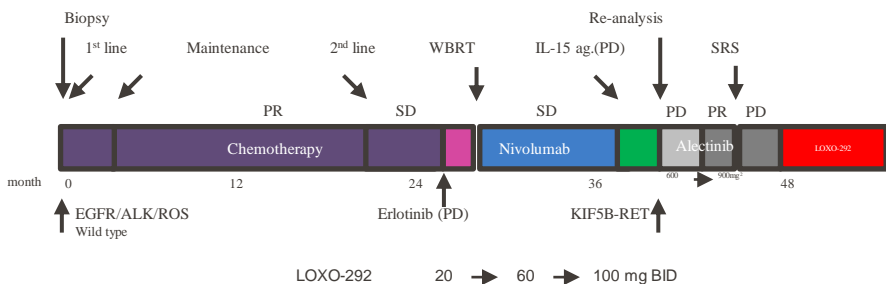 Biopsy
Re-analysis
1st line
Maintenance
2nd line
WBRT
IL-15 ag.(PD)
SRS
PR
SD
SD
PD
PR
PD
Chemotherapy
Nivolumab
Alectinib
LOXO-292
600
900mg2
month
0
12
24
36
48
EGFR/ALK/ROS
Wild type
Erlotinib (PD)
KIF5B-RET
LOXO-292 20 60 100 mg BID